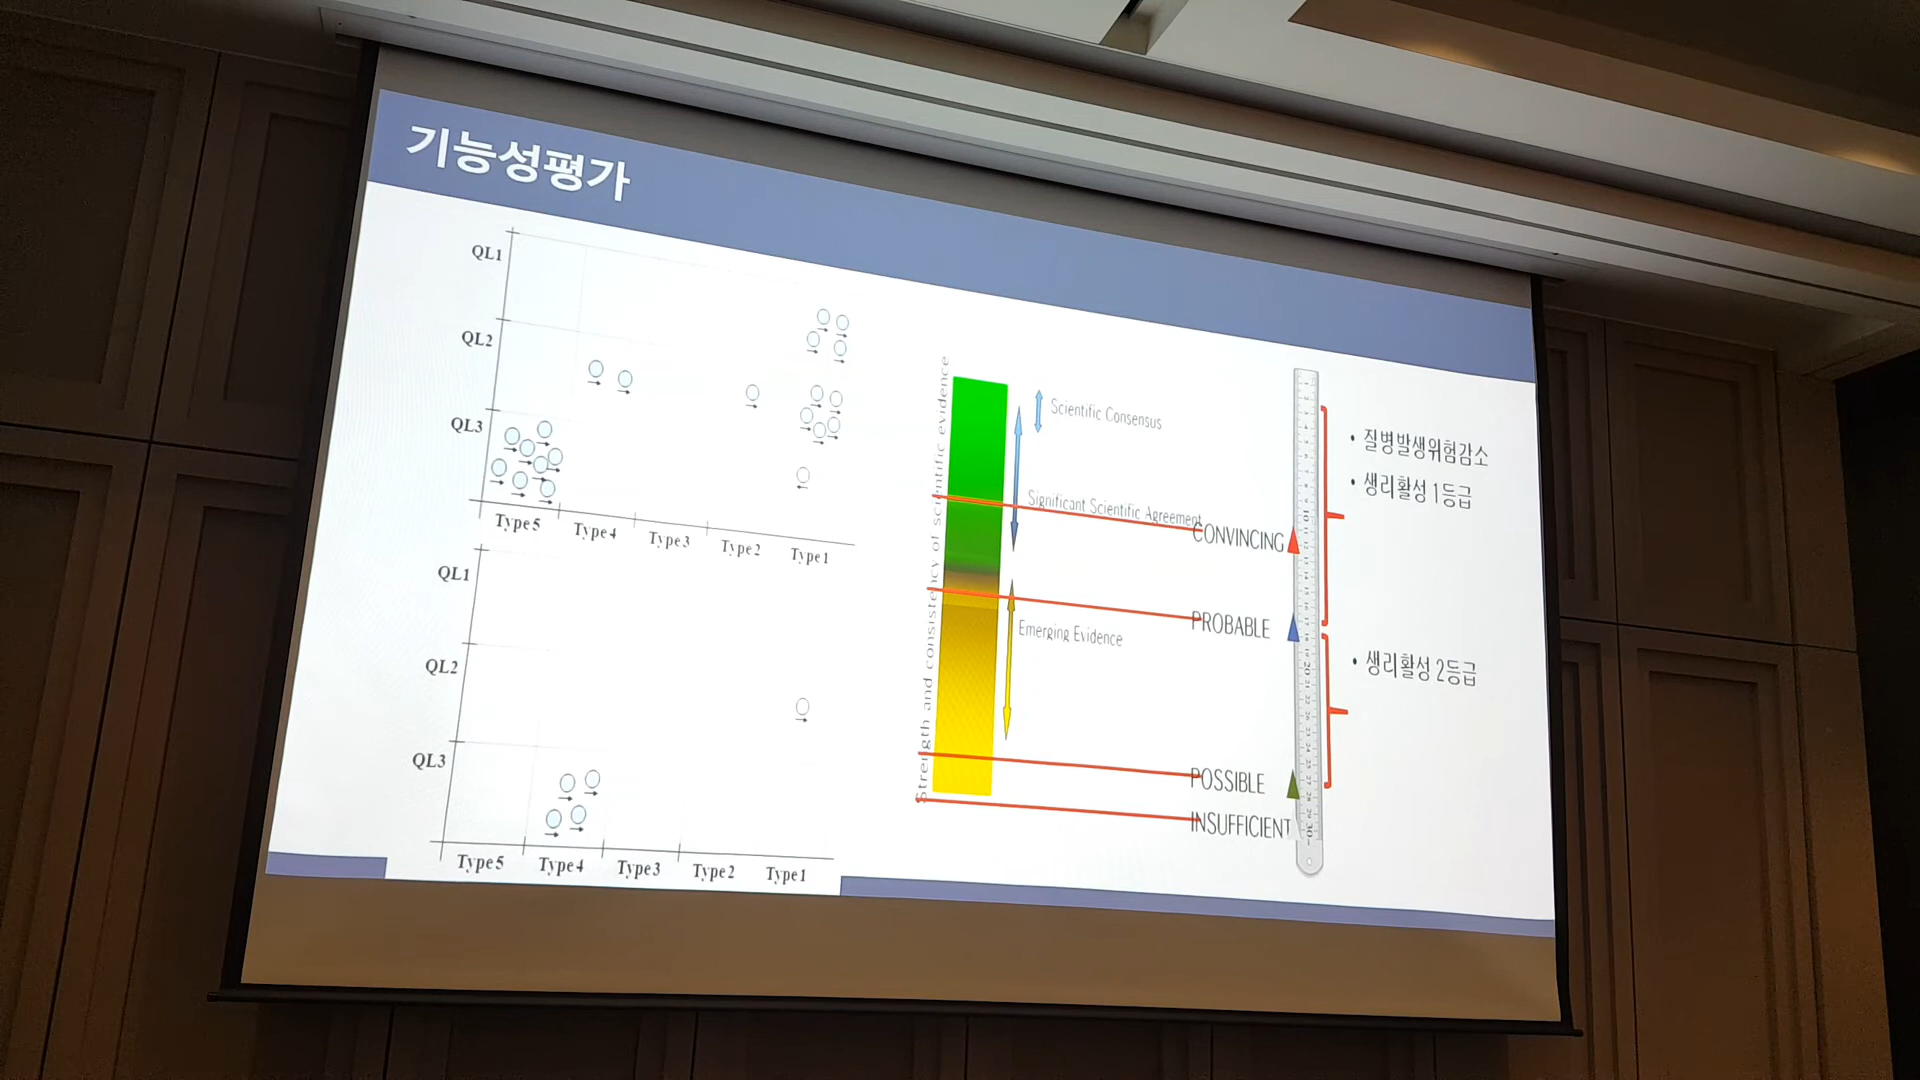 기능성평가
QL1
QL2
QL3
Type5
Type4
Type3
Type2
Type1
QL1
QL2
QL3
Type5
Type4
Type3
Type2
Type1
Strength and consistency of scientific evidence
Scientific Consensus
Significant Scientific Agreement
Emerging Evidence
CONVINCING
PROBABLE
POSSIBLE
INSUFFICIENT
• 질병발생위험감소
• 생리활성 1등급
• 생리활성 2등급